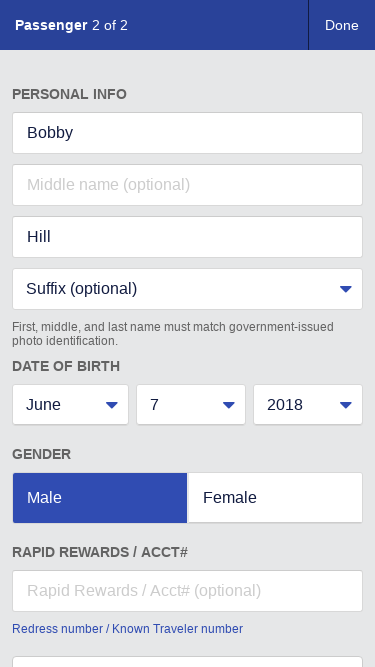 Passenger 2 of 2
Done
PERSONAL INFO
Bobby
Middle name (optional)
Hill
Suffix (optional)
First, middle, and last name must match government-issued
photo identification.
DATE OF BIRTH
June 7 2018
GENDER
Male Female
RAPID REWARDS / ACCT#
Rapid Rewards / Acct# (optional)
Redress number / Known Traveler number